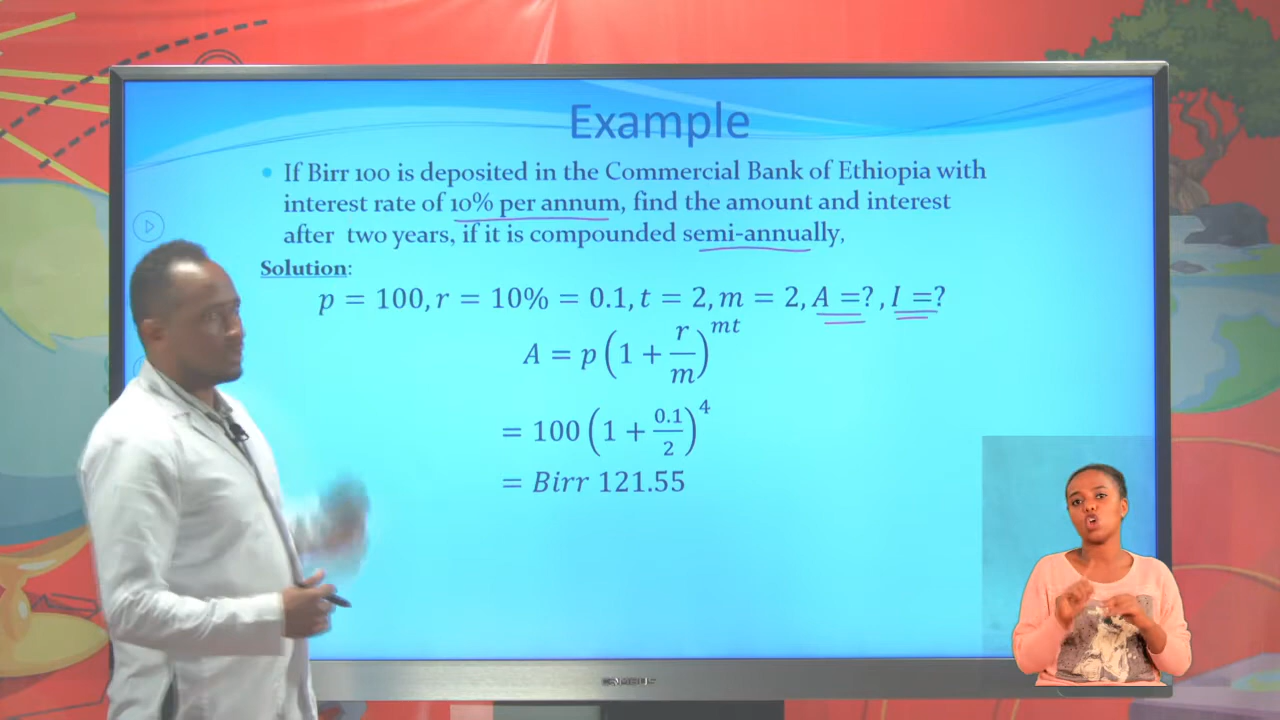 Example
• If Birr 100 is deposited in the Commercial Bank of Ethiopia with
interest rate of 10% per annum, find the amount and interest
after two years, if it is compounded semi-annually,
Solution:
p = 100, r = 10% = 0.1, t = 2, m = 2, A =?, I =?
A = p(1 + r/m)^mt
= 100(1 + 0.1/2)^4
= Birr 121.55